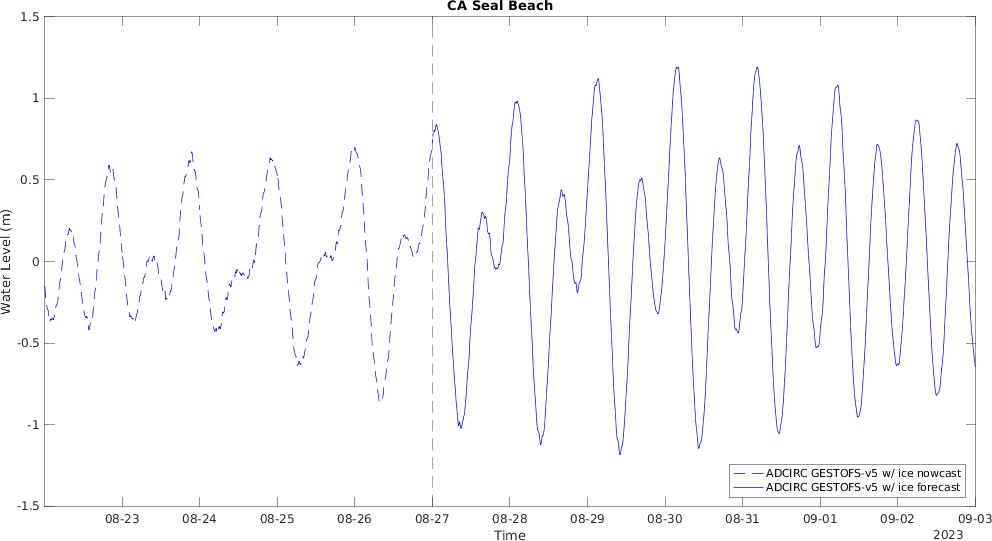 CA Seal Beach
1.5
1
0.5
0
-0.5
-1
-1.5
Water Level (m)
ADCIRC GESTOFS-v5 w/ ice nowcast
ADCIRC GESTOFS-v5 w/ ice forecast
08-23 08-24 08-25 08-26 08-27 08-28 08-29 08-30 08-31 09-01 09-02 09-03
Time
2023